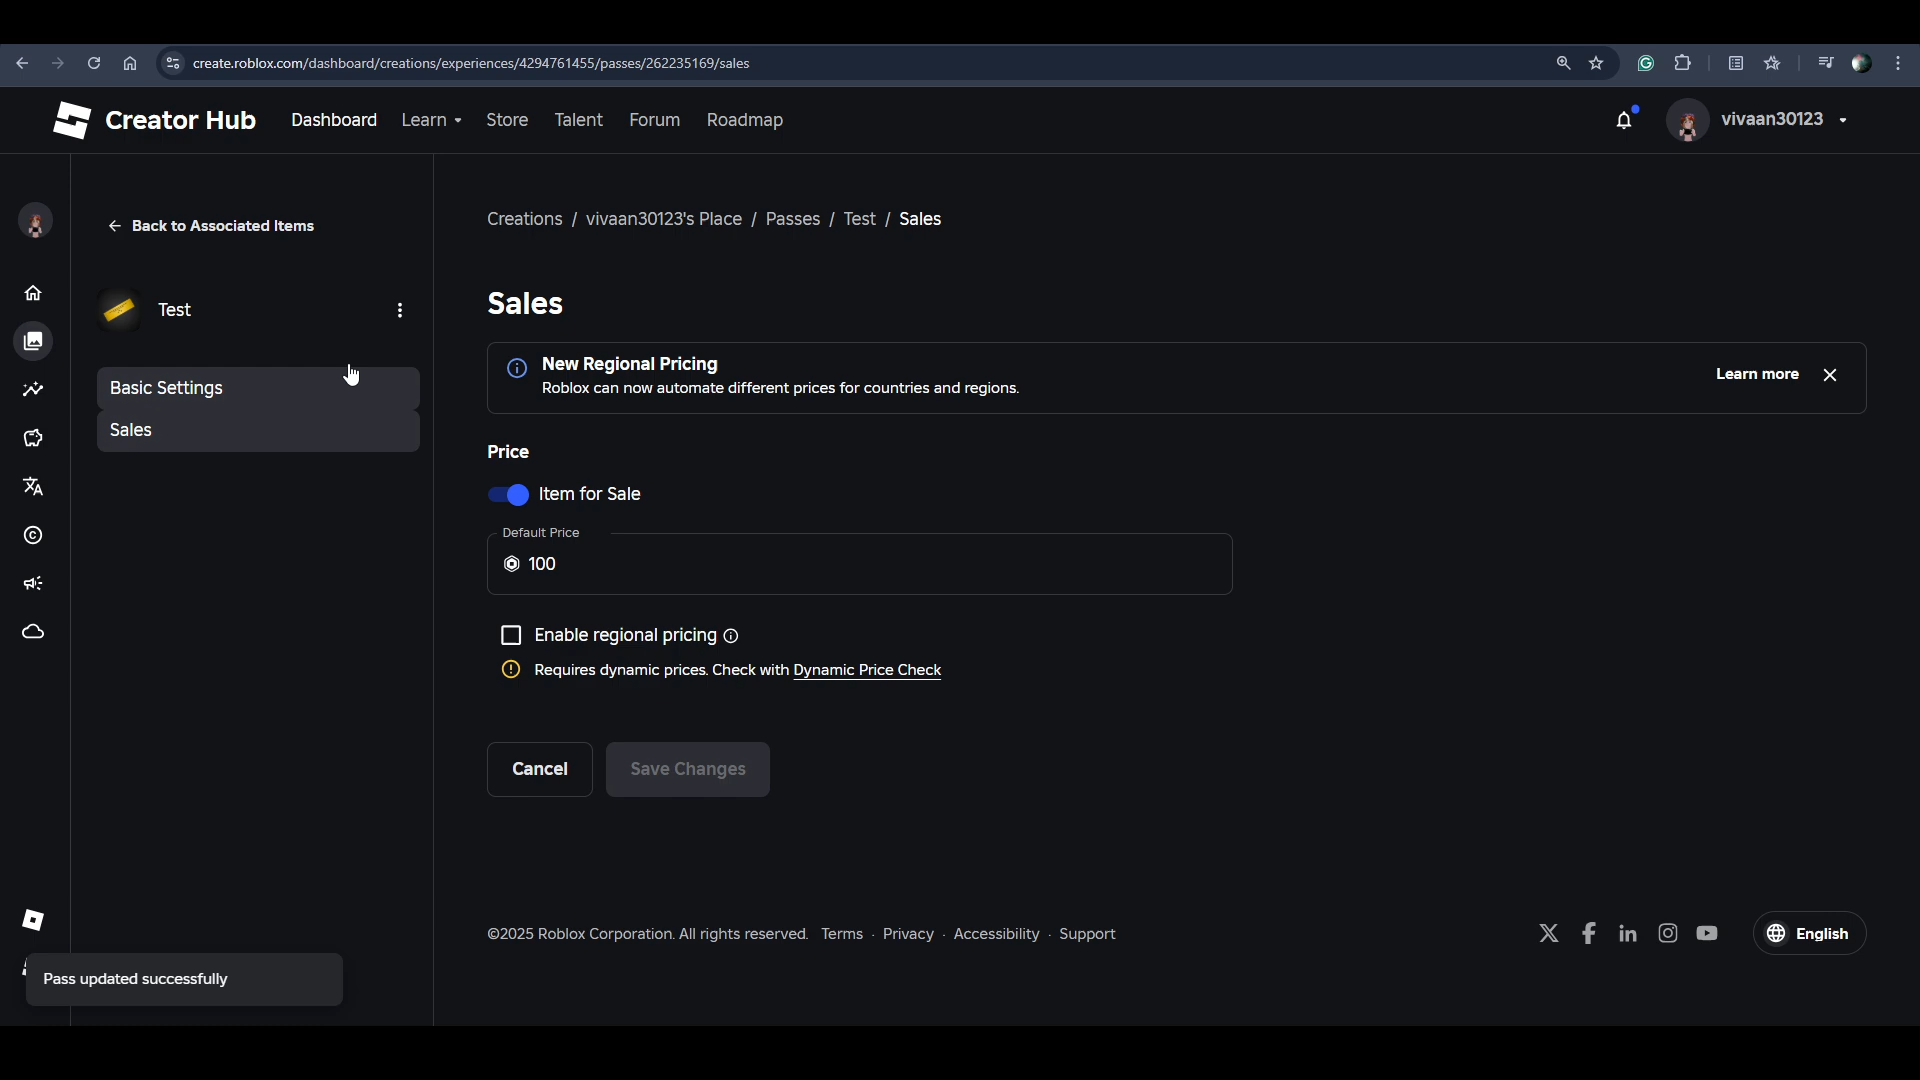 create.roblox.com/dashboard/creations/experiences/4294761455/passes/262235169/sales
Creator Hub
Dashboard
Learn
Store
Talent
Forum
Roadmap
vivaan30123
Back to Associated Items
Test
Basic Settings
Sales
Creations / vivaan30123's Place / Passes / Test / Sales
Sales
New Regional Pricing
Roblox can now automate different prices for countries and regions.
Learn more
Price
Item for Sale
Default Price
100
Enable regional pricing
Requires dynamic prices. Check with Dynamic Price Check
Cancel
Save Changes
©2025 Roblox Corporation. All rights reserved. Terms · Privacy · Accessibility · Support
English
Pass updated successfully